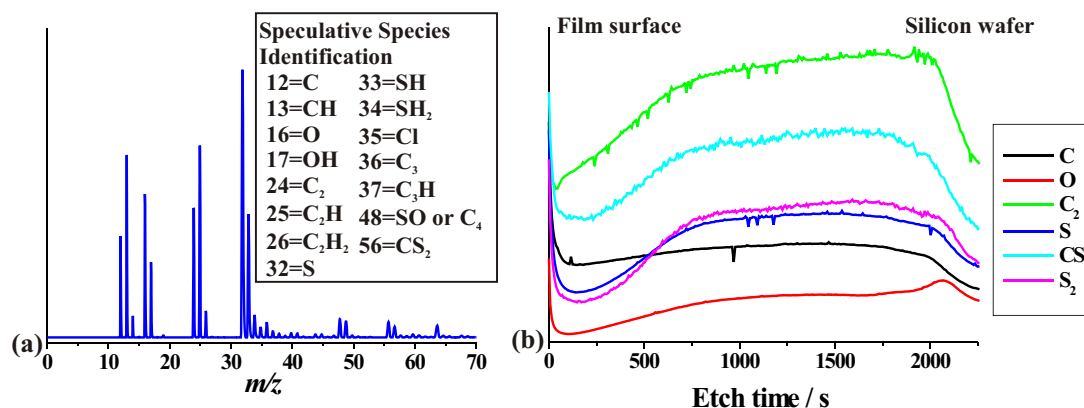 Speculative Species
Identification
12=C 33=SH
13=CH 34=SH₂
16=O 35=Cl
17=OH 36=C₃
24=C₂ 37=C₃H
25=C₂H 48=SO or C₄
26=C₂H₂ 56=CS₂
32=S
(a)
0 10 20 30 40 50 60 70
m/z
Film surface Silicon wafer
C
O
C₂
S
CS
S₂
(b)
0 500 1000 1500 2000
Etch time / s